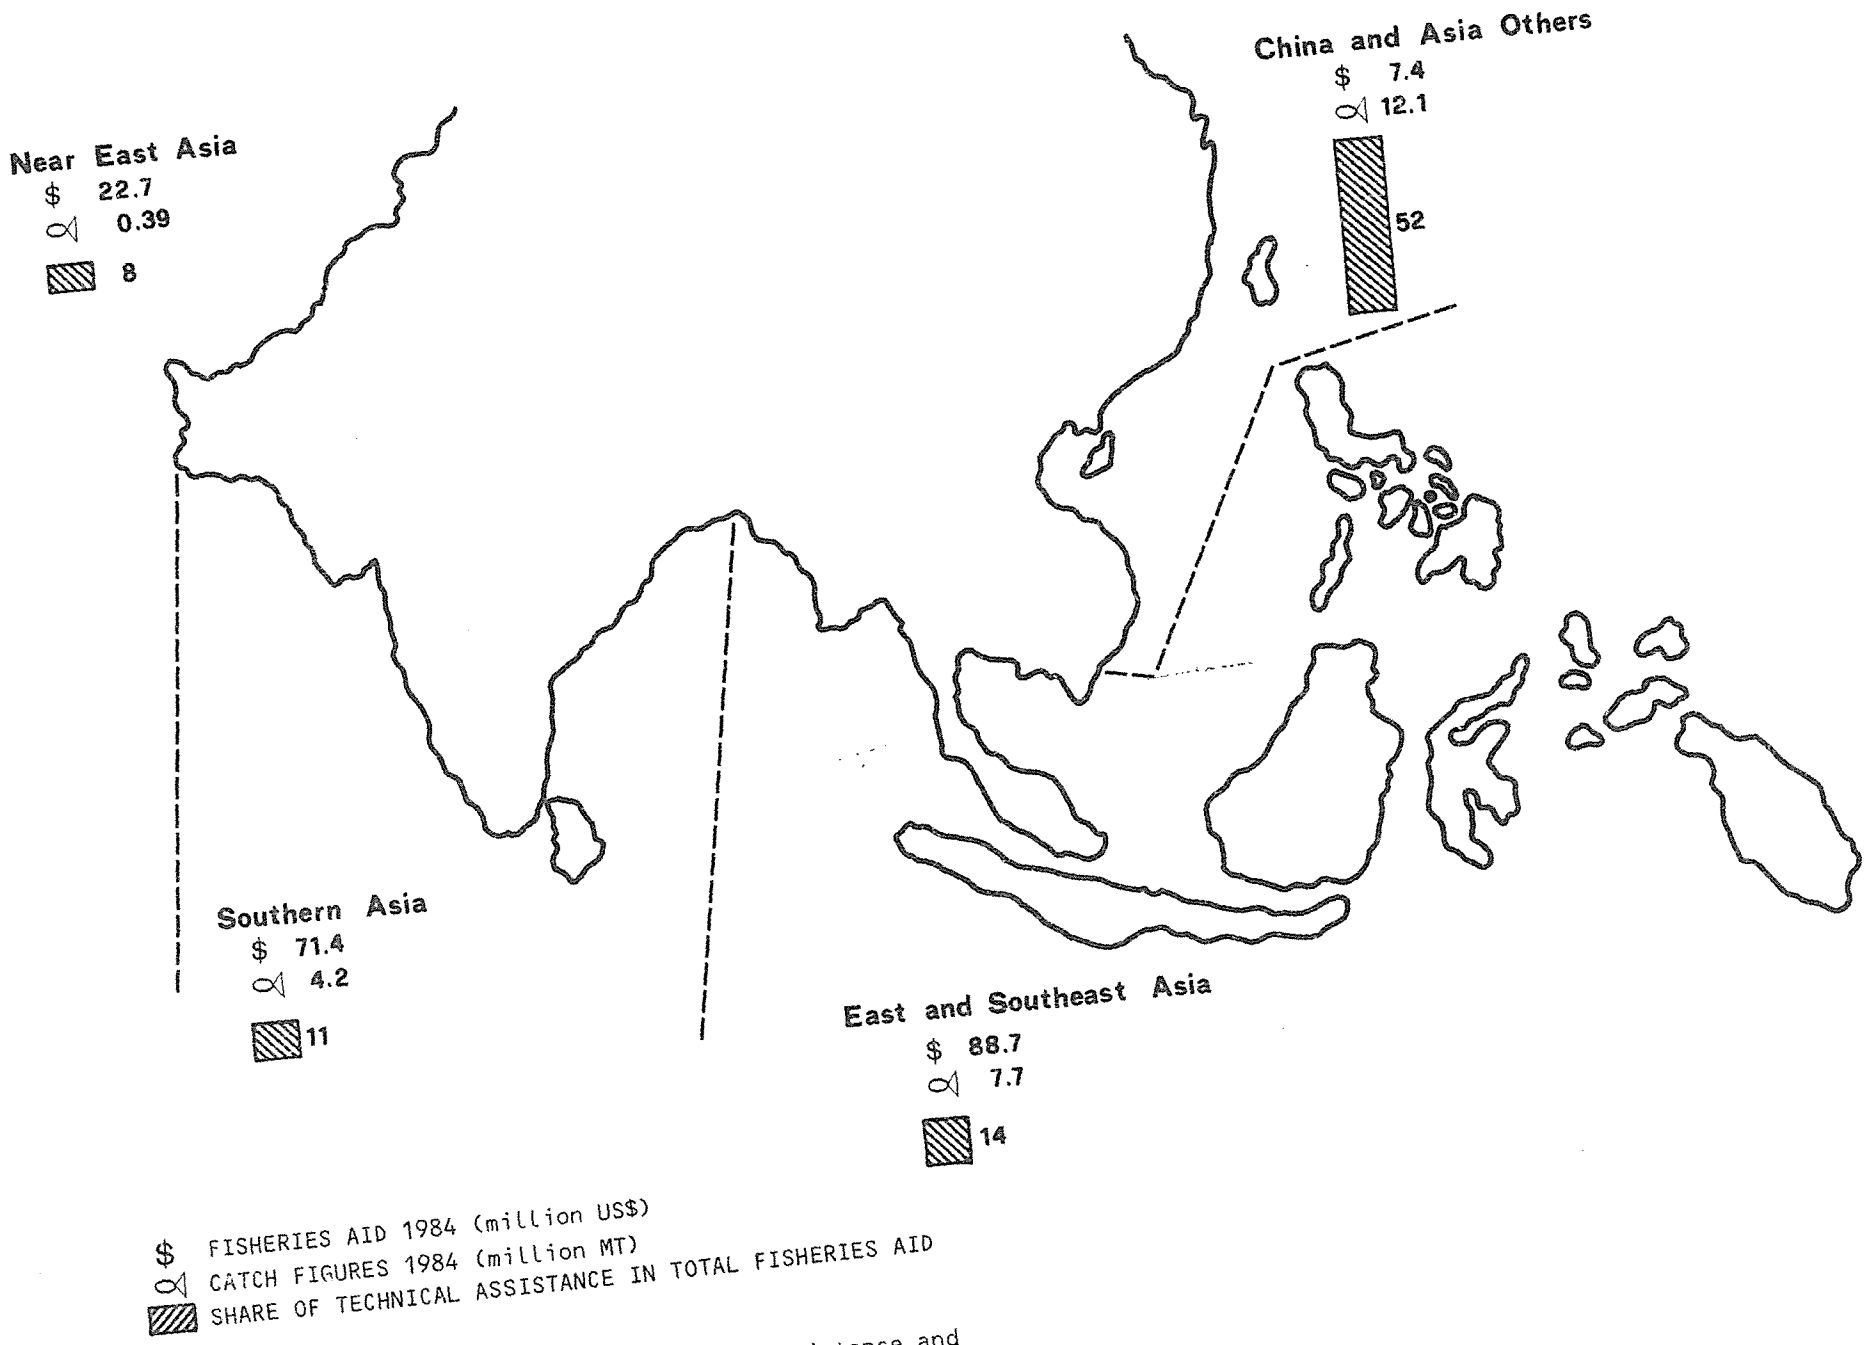 China and Asia Others
$ 7.4
12.1
52
Near East Asia
$ 22.7
0.39
8
Southern Asia
$ 71.4
4.2
11
East and Southeast Asia
$ 88.7
7.7
14
$ FISHERIES AID 1984 (million US$)
CATCH FIGURES 1984 (million MT)
SHARE OF TECHNICAL ASSISTANCE IN TOTAL FISHERIES AID
and